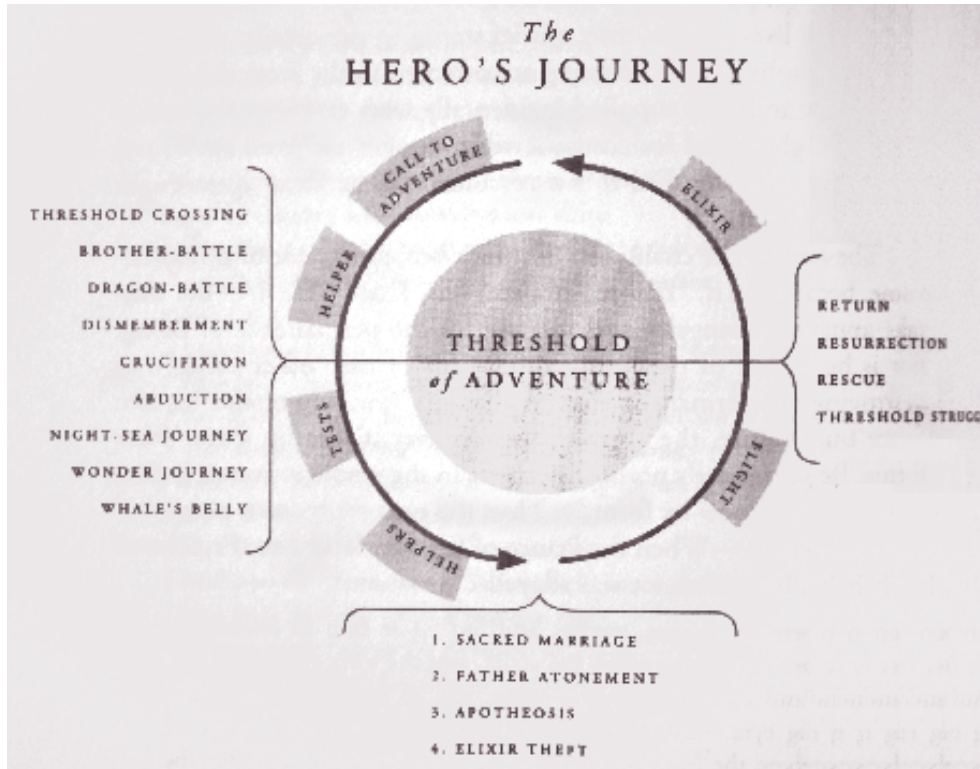 The
HERO'S JOURNEY
CALL TO
ADVENTURE
HELPER
TESTS
HELPERS
ELIXIR
FLIGHT
THRESHOLD
of ADVENTURE
THRESHOLD CROSSING
BROTHER-BATTLE
DRAGON-BATTLE
DISMEMBERMENT
CRUCIFIXION
ABDUCTION
NIGHT-SEA JOURNEY
WONDER JOURNEY
WHALE'S BELLY
RETURN
RESURRECTION
RESCUE
THRESHOLD STRUGG
1. SACRED MARRIAGE
2. FATHER ATONEMENT
3. APOTHEOSIS
4. ELIXIR THEFT